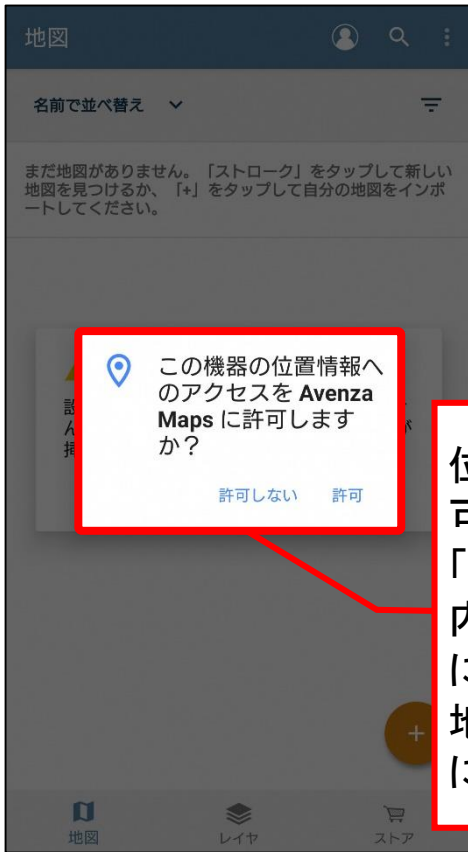 地図
名前で並べ替え
まだ地図がありません。「ストローク」をタップして新しい
地図を見つけるか、「+」をタップして自分の地図をインポ
ートしてください。
この機器の位置情報へ
のアクセスを Avenza
Maps に許可します
か?
許可しない 許可
位
可
「
内
に
地
に
地図 レイヤ ストア